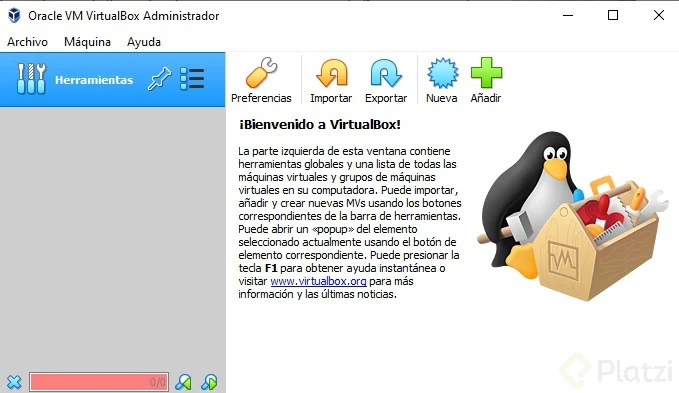 Oracle VM VirtualBox Administrador
Archivo Máquina Ayuda
Herramientas
Preferencias Importar Exportar Nueva Añadir
¡Bienvenido a VirtualBox!
La parte izquierda de esta ventana contiene
herramientas globales y una lista de todas las
máquinas virtuales y grupos de máquinas
virtuales en su computadora. Puede importar,
añadir y crear nuevas MVs usando los botones
correspondientes de la barra de herramientas.
Puede abrir un «popup» del elemento
seleccionado actualmente usando el botón de
elemento correspondiente. Puede presionar la
tecla F1 para obtener ayuda instantánea o
visitar www.virtualbox.org para más
información y las últimas noticias.
VM
0/0
Platzi